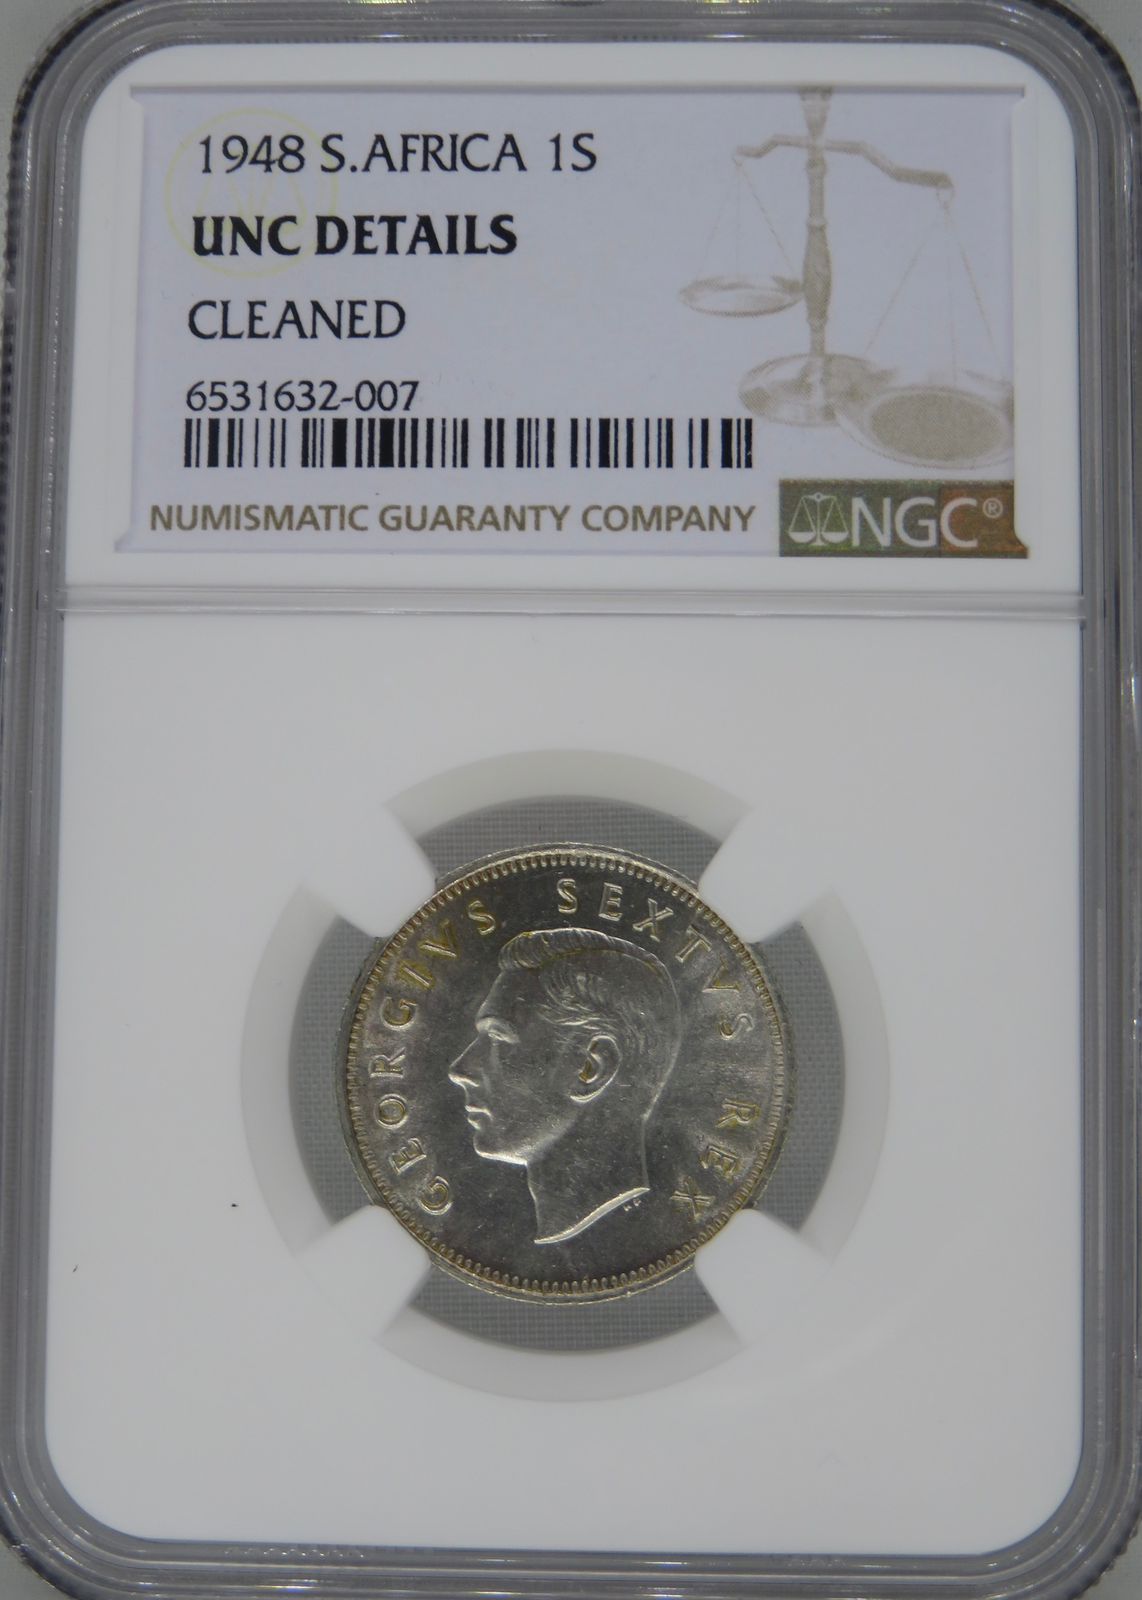 1948 S.AFRICA 1S
UNC DETAILS
CLEANED
6531632-007
NUMISMATIC GUARANTY COMPANY
NGC®
GEORGIVS SEXTVS REX